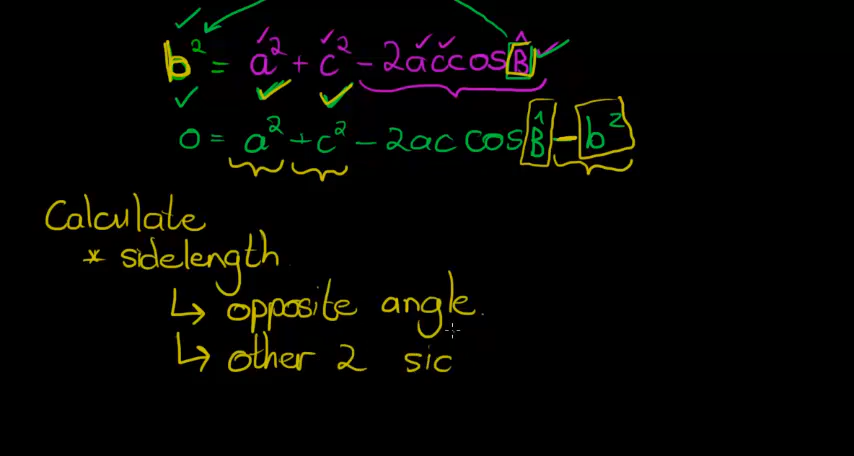 b² = a² + c² - 2ac cos B̂
0 = a² + c² - 2ac cos B̂ - b²
Calculate
* sidelength
↳ opposite angle.
↳ other 2 sic